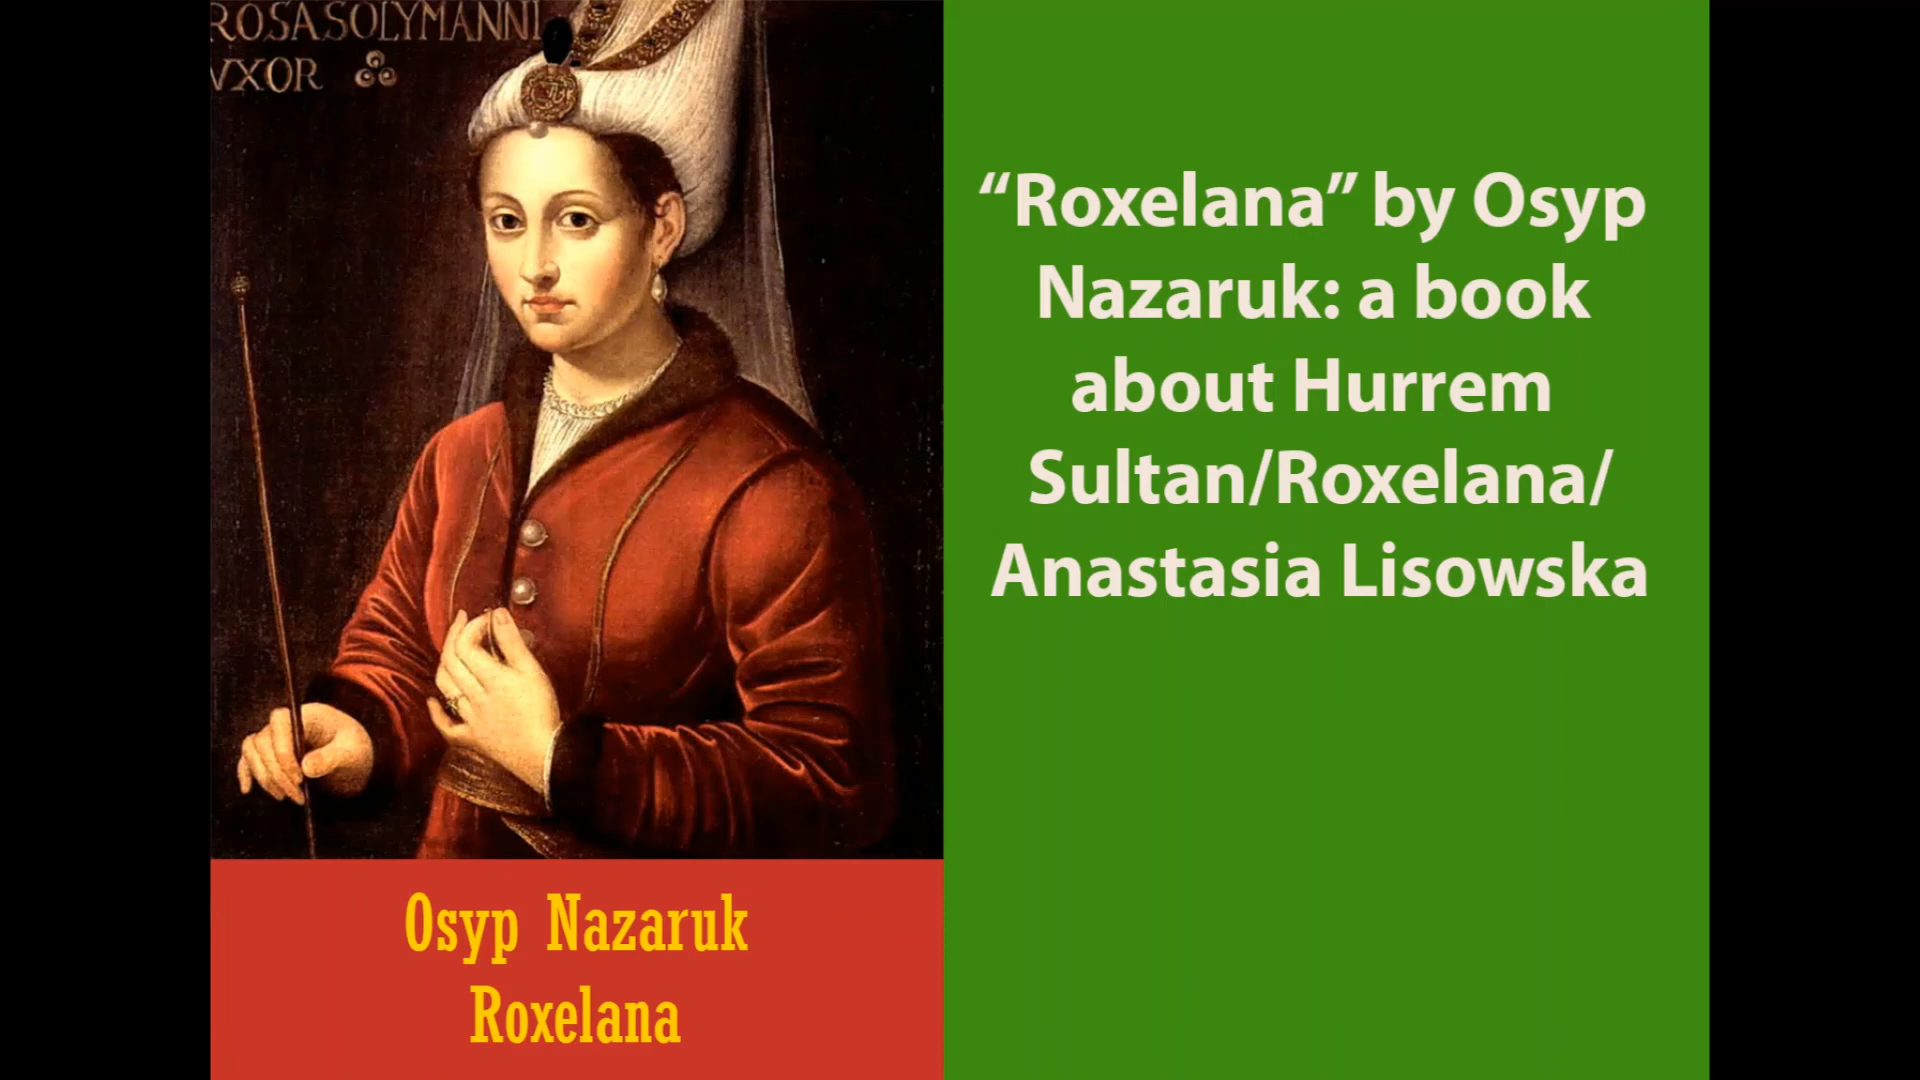 ROSA SOLYMANNI
VXOR
Osyp Nazaruk
Roxelana
“Roxelana” by Osyp
Nazaruk: a book
about Hurrem
Sultan/Roxelana/
Anastasia Lisowska